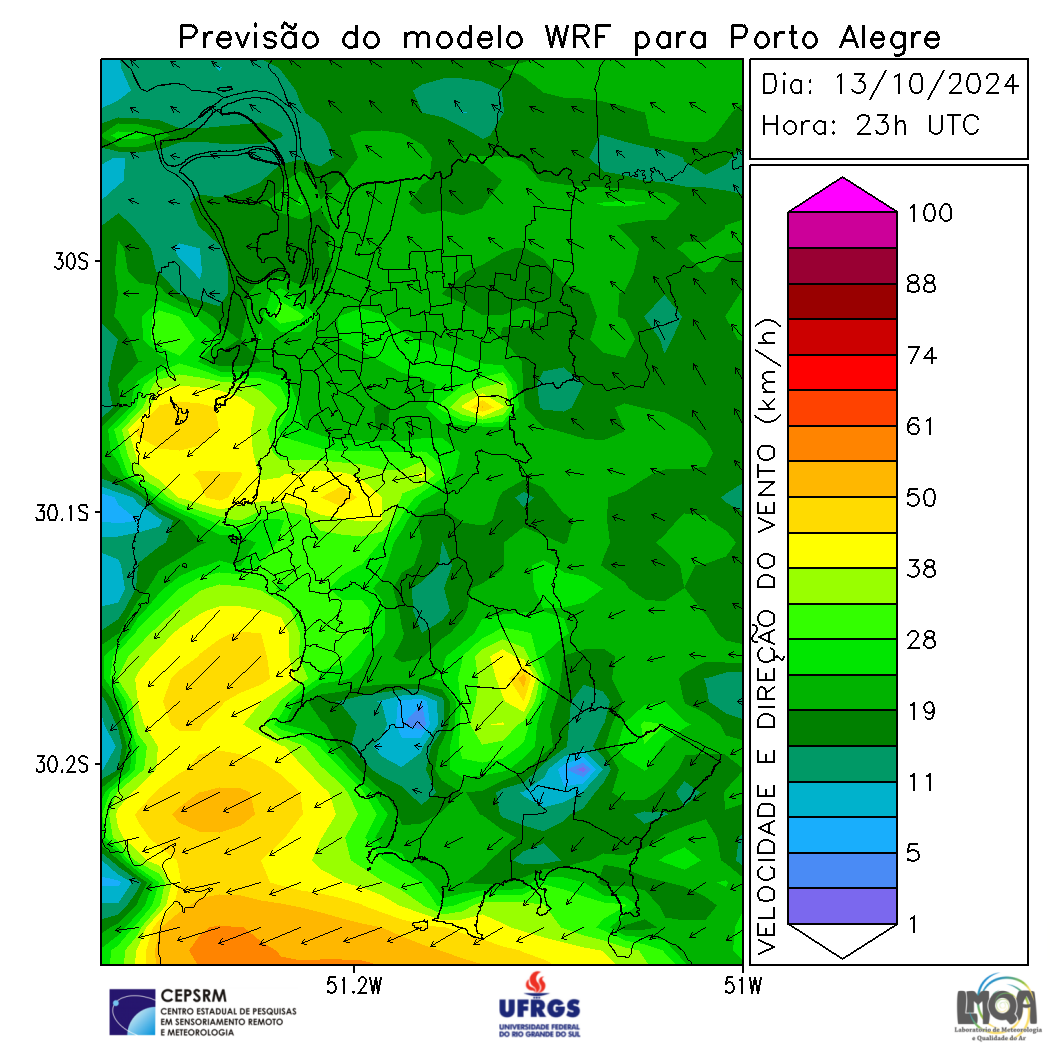 Previsão do modelo WRF para Porto Alegre
Dia: 13/10/2024
Hora: 23h UTC
30S
30.1S
30.2S
51.2W
51W
VELOCIDADE E DIREÇÃO DO VENTO (km/h)
100
88
74
61
50
38
28
19
11
5
1
CEPSRM
CENTRO ESTADUAL DE PESQUISAS
EM SENSORIAMENTO REMOTO
E METEOROLOGIA
UFRGS
UNIVERSIDADE FEDERAL
DO RIO GRANDE DO SUL
LMQA
Laboratório de Meteorologia
e Qualidade do Ar